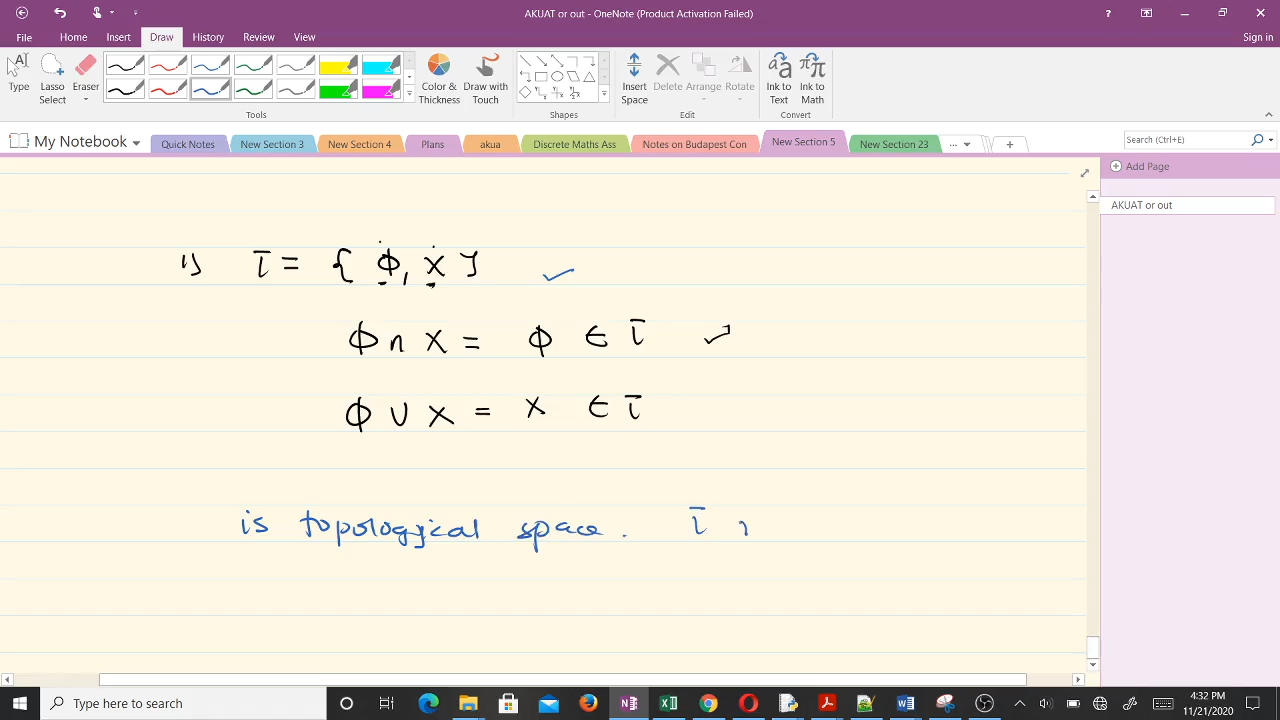 AKUAT or out - OneNote (Product Activation Failed)
File Home Insert Draw History Review View Sign in
Type Lasso Select Eraser Color & Thickness Draw with Touch Insert Space Delete Arrange Rotate Ink to Text Ink to Math
Tools Shapes Edit Convert
My Notebook Quick Notes New Section 3 New Section 4 Plans akua Discrete Maths Ass Notes on Budapest Con New Section 5 New Section 23 ... Search (Ctrl+E)
Add Page
AKUAT or out
τ = { Φ, X }
Φ ∩ X = Φ ∈ τ
Φ ∪ X = X ∈ τ
is topological space. τ
Type here to search
4:32 PM
11/21/2020